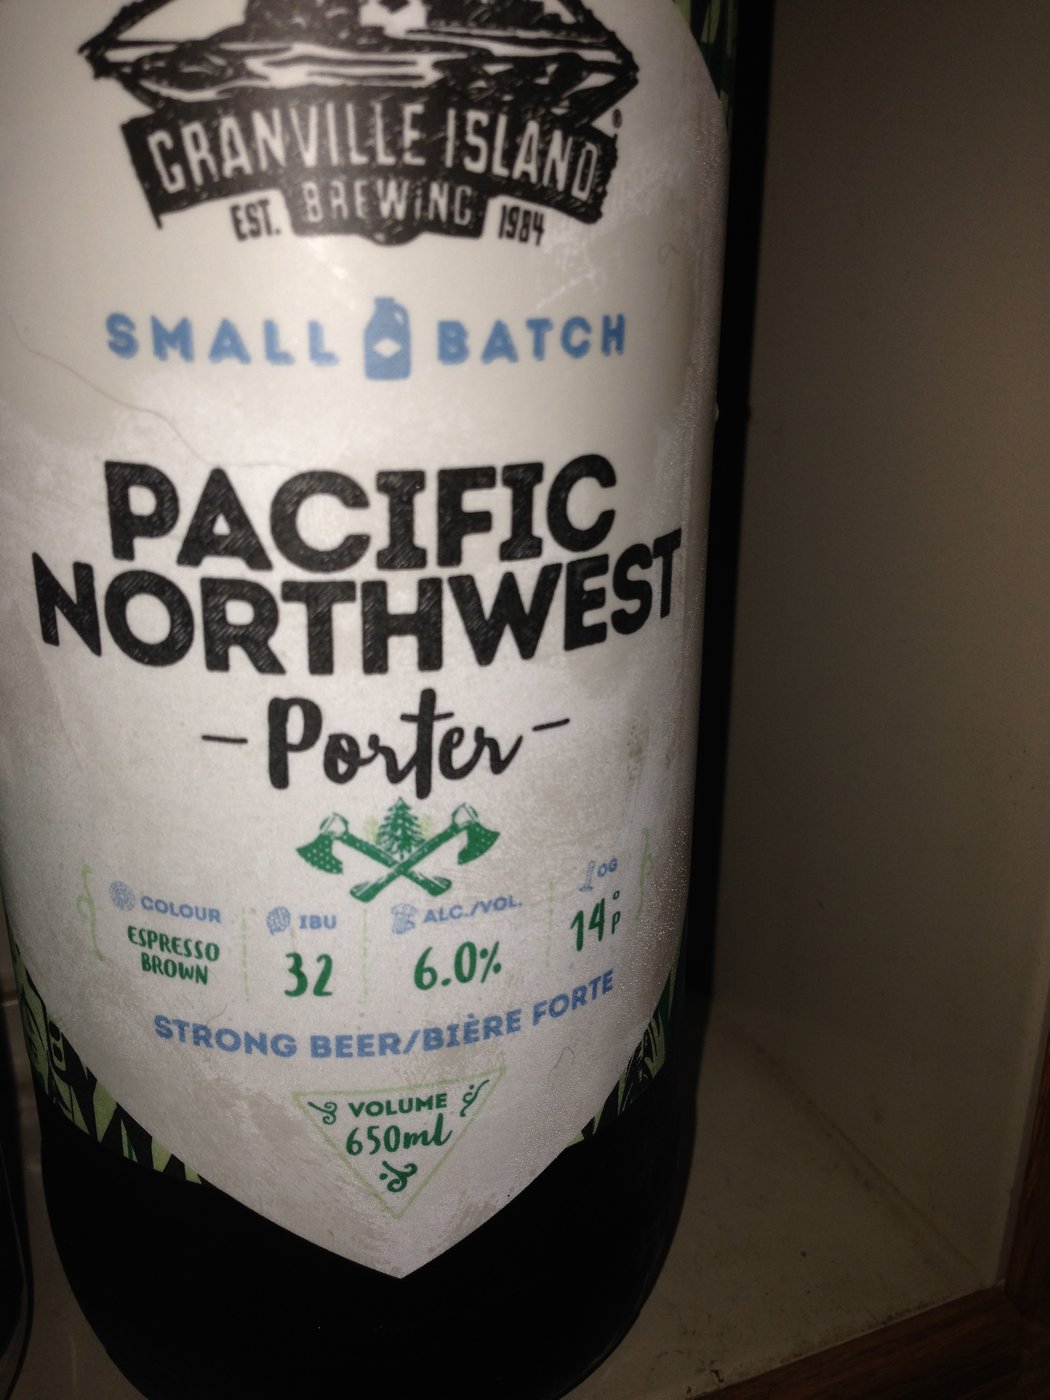 GRANVILLE ISLAND®
BREWING
EST. 1984
SMALL BATCH
PACIFIC
NORTHWEST
- Porter -
COLOUR
ESPRESSO
BROWN
IBU
32
ALC./VOL.
6.0%
OG
14°P
STRONG BEER/BIÈRE FORTE
VOLUME
650ml